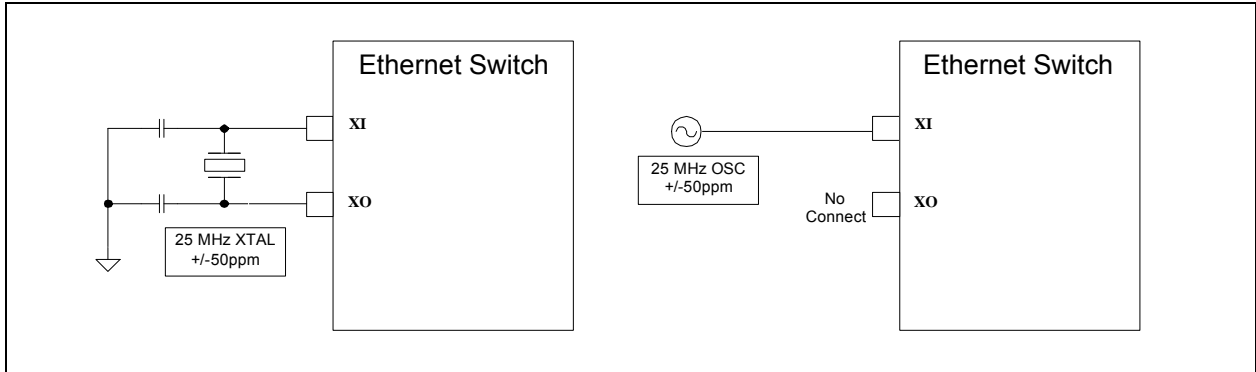 Ethernet Switch
XI
XO
25 MHz XTAL
+/-50ppm
Ethernet Switch
XI
25 MHz OSC
+/-50ppm
No
Connect
XO